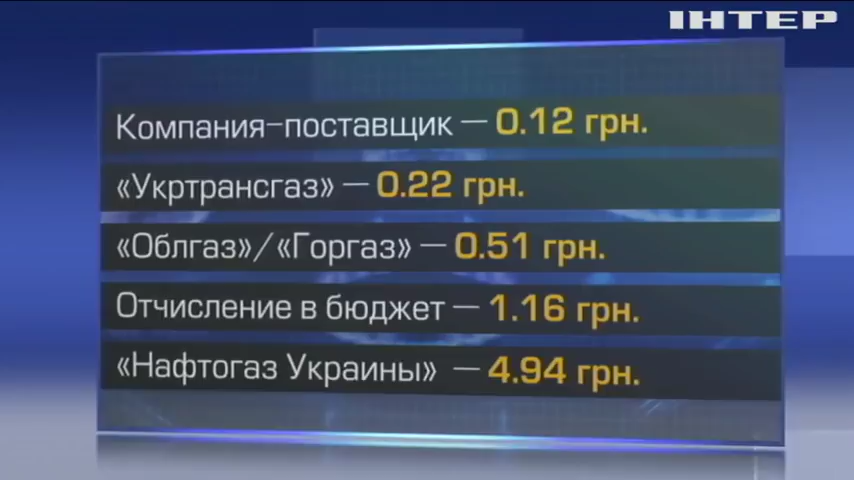 ІНТЕР
Компания-поставщик — 0.12 грн.
«Укртрансгаз» — 0.22 грн.
«Облгаз»/«Горгаз» — 0.51 грн.
Отчисление в бюджет — 1.16 грн.
«Нафтогаз Украины» — 4.94 грн.